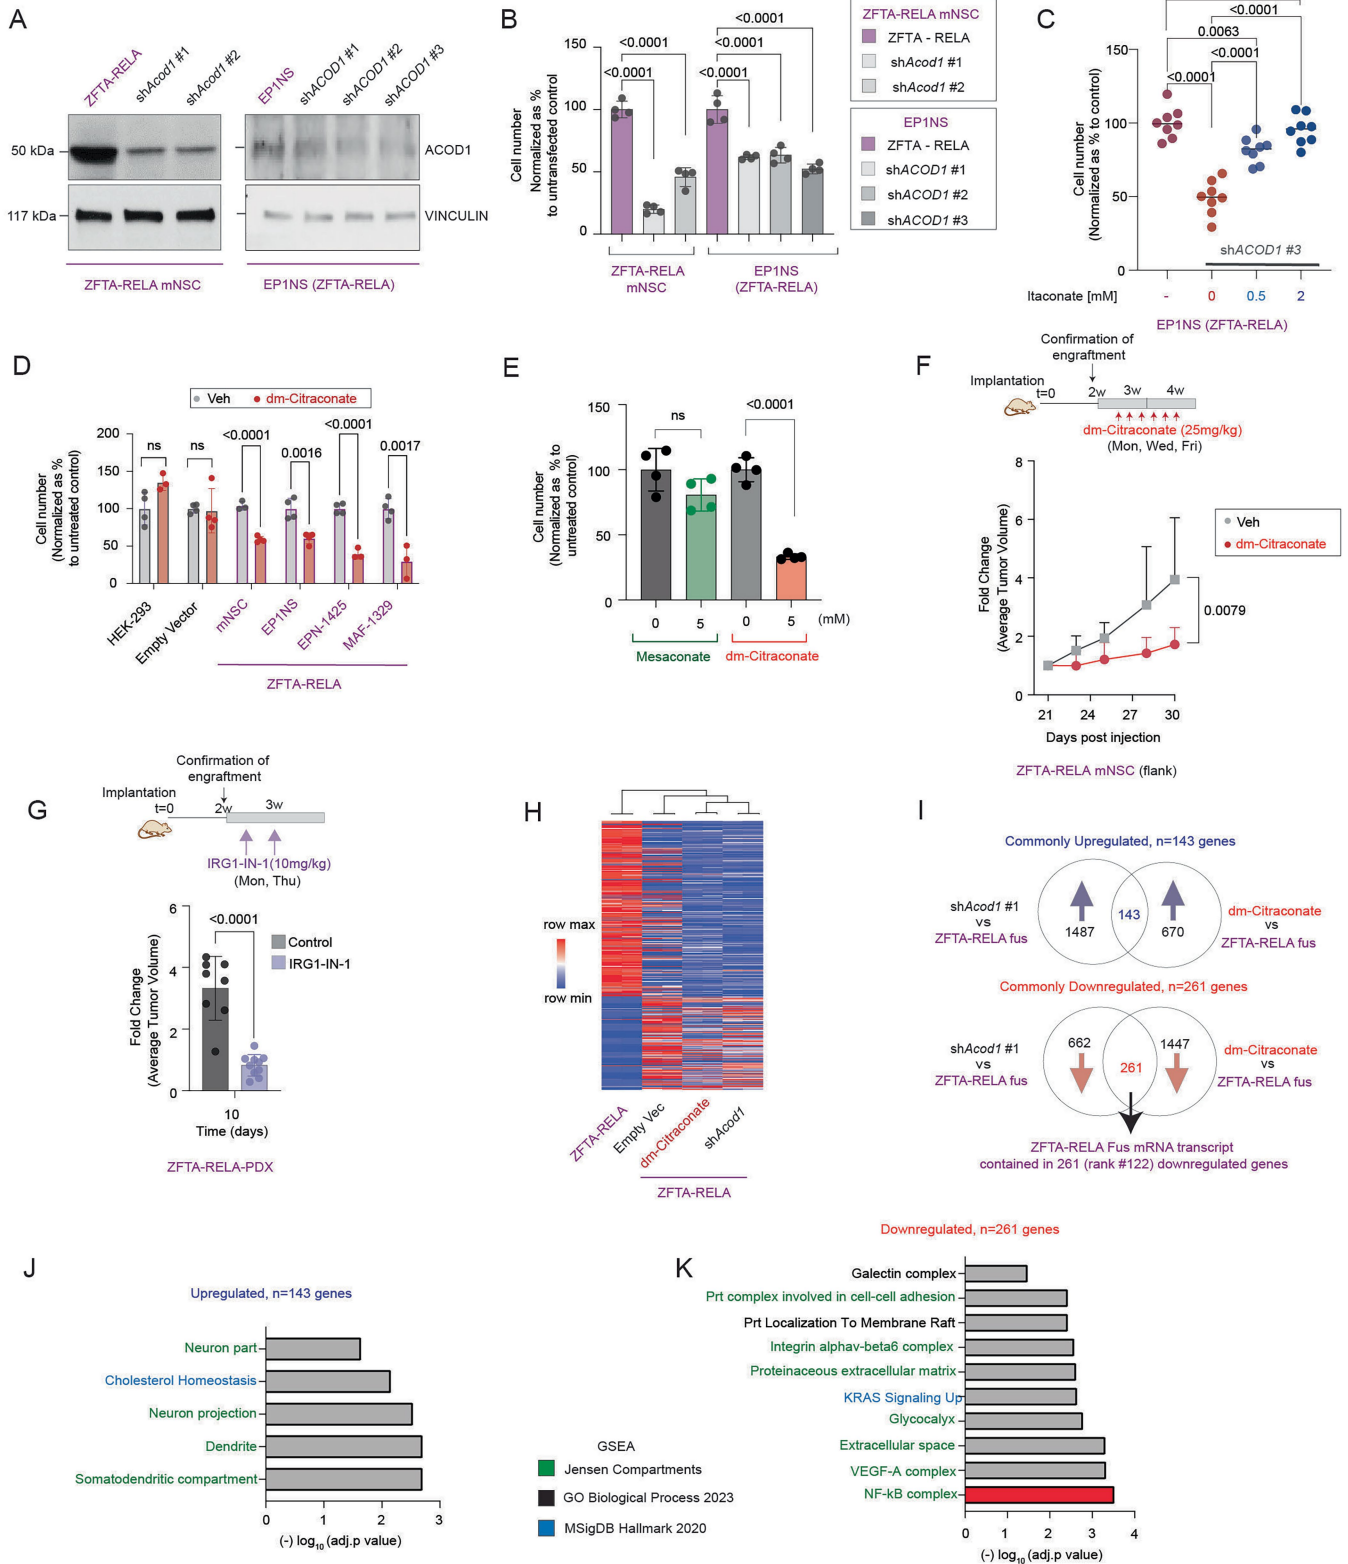 A
ZFTA-RELA
shAcod1 #1
shAcod1 #2
EP1NS
shACOD1 #1
shACOD1 #2
shACOD1 #3
50 kDa
ACOD1
117 kDa
VINCULIN
ZFTA-RELA mNSC
EP1NS (ZFTA-RELA)
B
Cell number
Normalized as %
to untransfected control
150
100
50
0
<0.0001
<0.0001
<0.0001
<0.0001
<0.0001
ZFTA-RELA
mNSC
EP1NS
(ZFTA-RELA)
ZFTA-RELA mNSC
ZFTA - RELA
shAcod1 #1
shAcod1 #2
EP1NS
ZFTA - RELA
shACOD1 #1
shACOD1 #2
shACOD1 #3
C
Cell number
(Normalized as % to control)
150
100
50
0
<0.0001
0.0063
<0.0001
<0.0001
shACOD1 #3
Itaconate [mM]
-
0
0.5
2
EP1NS (ZFTA-RELA)
D
Veh
dm-Citraconate
Cell number
(Normalized as %
to untreated control)
200
150
100
50
0
ns
ns
<0.0001
0.0016
<0.0001
0.0017
HEK-293
Empty Vector
mNSC
EP1NS
EPN-1425
MAF-1329
ZFTA-RELA
E
Cell number
(Normalized as % to
untreated control)
150
100
50
0
ns
<0.0001
0
5
0
5
(mM)
Mesaconate
dm-Citraconate
F
Confirmation of
engraftment
Implantation
t=0
2w
3w
4w
dm-Citraconate (25mg/kg)
(Mon, Wed, Fri)
Fold Change
(Average Tumor Volume)
8
6
4
2
0
21
24
27
30
Days post injection
Veh
dm-Citraconate
0.0079
ZFTA-RELA mNSC (flank)
G
Confirmation of
engraftment
Implantation
t=0
2w
3w
IRG1-IN-1(10mg/kg)
(Mon, Thu)
Fold Change
(Average Tumor Volume)
6
4
2
0
<0.0001
Control
IRG1-IN-1
10
Time (days)
ZFTA-RELA-PDX
H
row max
row min
ZFTA-RELA
Empty Vec
dm-Citraconate
shAcod1
ZFTA-RELA
I
Commonly Upregulated, n=143 genes
shAcod1 #1
vs
ZFTA-RELA fus
1487
143
670
dm-Citraconate
vs
ZFTA-RELA fus
Commonly Downregulated, n=261 genes
shAcod1 #1
vs
ZFTA-RELA fus
662
261
1447
dm-Citraconate
vs
ZFTA-RELA fus
ZFTA-RELA Fus mRNA transcript
contained in 261 (rank #122) downregulated genes
J
Upregulated, n=143 genes
Neuron part
Cholesterol Homeostasis
Neuron projection
Dendrite
Somatodendritic compartment
0
1
2
3
(-) log10 (adj.p value)
GSEA
Jensen Compartments
GO Biological Process 2023
MSigDB Hallmark 2020
K
Downregulated, n=261 genes
Galectin complex
Prt complex involved in cell-cell adhesion
Prt Localization To Membrane Raft
Integrin alphav-beta6 complex
Proteinaceous extracellular matrix
KRAS Signaling Up
Glycocalyx
Extracellular space
VEGF-A complex
NF-kB complex
0
1
2
3
4
(-) log10 (adj.p value)